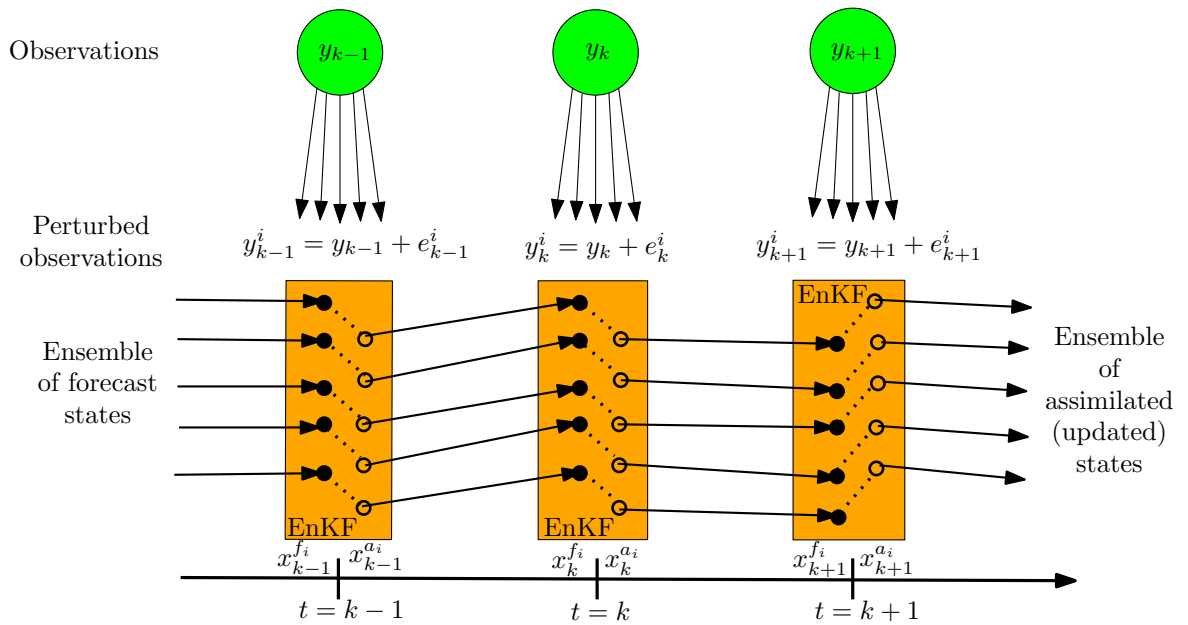 Observations
y_{k-1}
y_k
y_{k+1}
Perturbed
observations
y^i_{k-1} = y_{k-1} + e^i_{k-1}
y^i_k = y_k + e^i_k
y^i_{k+1} = y_{k+1} + e^i_{k+1}
Ensemble
of forecast
states
EnKF
EnKF
EnKF
Ensemble
of
assimilated
(updated)
states
x^{f_i}_{k-1}
x^{a_i}_{k-1}
x^{f_i}_k
x^{a_i}_k
x^{f_i}_{k+1}
x^{a_i}_{k+1}
t = k − 1
t = k
t = k + 1